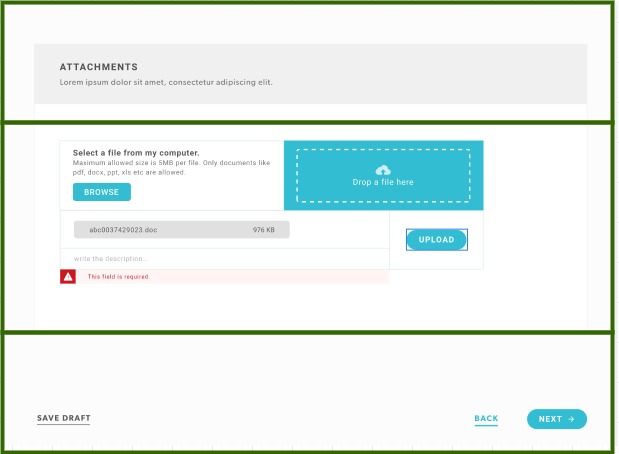 ATTACHMENTS
Lorem ipsum dolor sit amet, consectetur adipiscing elit.
Select a file from my computer.
Maximum allowed size is 5MB per file. Only documents like
pdf, docx, ppt, xls etc are allowed.
BROWSE
Drop a file here
abc0037429023.doc 976 KB
UPLOAD
write the description...
This field is required.
SAVE DRAFT
BACK
NEXT →